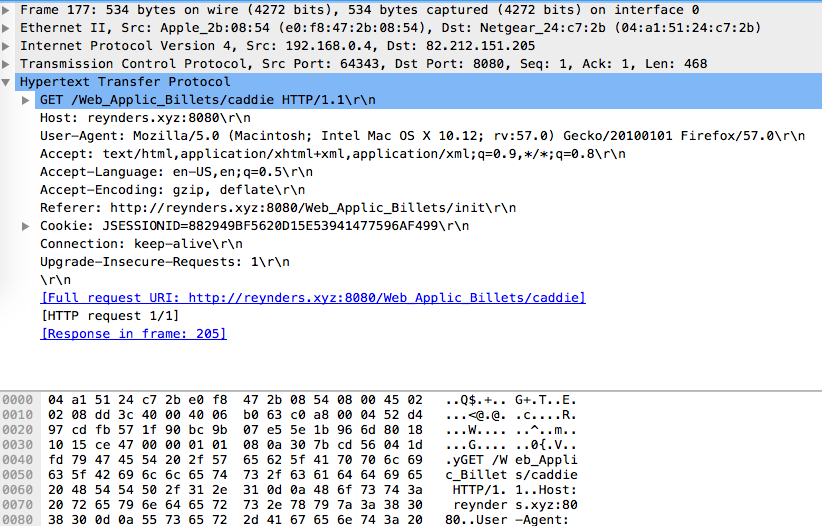 Frame 177: 534 bytes on wire (4272 bits), 534 bytes captured (4272 bits) on interface 0
Ethernet II, Src: Apple_2b:08:54 (e0:f8:47:2b:08:54), Dst: Netgear_24:c7:2b (04:a1:51:24:c7:2b)
Internet Protocol Version 4, Src: 192.168.0.4, Dst: 82.212.151.205
Transmission Control Protocol, Src Port: 64343, Dst Port: 8080, Seq: 1, Ack: 1, Len: 468
Hypertext Transfer Protocol
GET /Web_Applic_Billets/caddie HTTP/1.1\r\n
Host: reynders.xyz:8080\r\n
User-Agent: Mozilla/5.0 (Macintosh; Intel Mac OS X 10.12; rv:57.0) Gecko/20100101 Firefox/57.0\r\n
Accept: text/html,application/xhtml+xml,application/xml;q=0.9,*/*;q=0.8\r\n
Accept-Language: en-US,en;q=0.5\r\n
Accept-Encoding: gzip, deflate\r\n
Referer: http://reynders.xyz:8080/Web_Applic_Billets/init\r\n
Cookie: JSESSIONID=882949BF5620D15E53941477596AF499\r\n
Connection: keep-alive\r\n
Upgrade-Insecure-Requests: 1\r\n
\r\n
[Full request URI: http://reynders.xyz:8080/Web_Applic_Billets/caddie]
[HTTP request 1/1]
[Response in frame: 205]
0000 04 a1 51 24 c7 2b e0 f8 47 2b 08 54 08 00 45 02 ..Q$.+.. G+.T..E.
0010 02 08 dd 3c 40 00 40 06 b0 63 c0 a8 00 04 52 d4 ...<@.@. .c....R.
0020 97 cd fb 57 1f 90 bc 9b 07 e5 5e 1b 96 6d 80 18 ...W.... ..^..m..
0030 10 15 ce 47 00 00 01 01 08 0a 30 7b cd 56 04 1d ...G.... ..0{.V..
0040 fd 79 47 45 54 20 2f 57 65 62 5f 41 70 70 6c 69 .yGET /W eb_Appli
0050 63 5f 42 69 6c 6c 65 74 73 2f 63 61 64 64 69 65 c_Billet s/caddie
0060 20 48 54 54 50 2f 31 2e 31 0d 0a 48 6f 73 74 3a HTTP/1. 1..Host:
0070 20 72 65 79 6e 64 65 72 73 2e 78 79 7a 3a 38 30 reynder s.xyz:80
0080 38 30 0d 0a 55 73 65 72 2d 41 67 65 6e 74 3a 20 80..User -Agent: